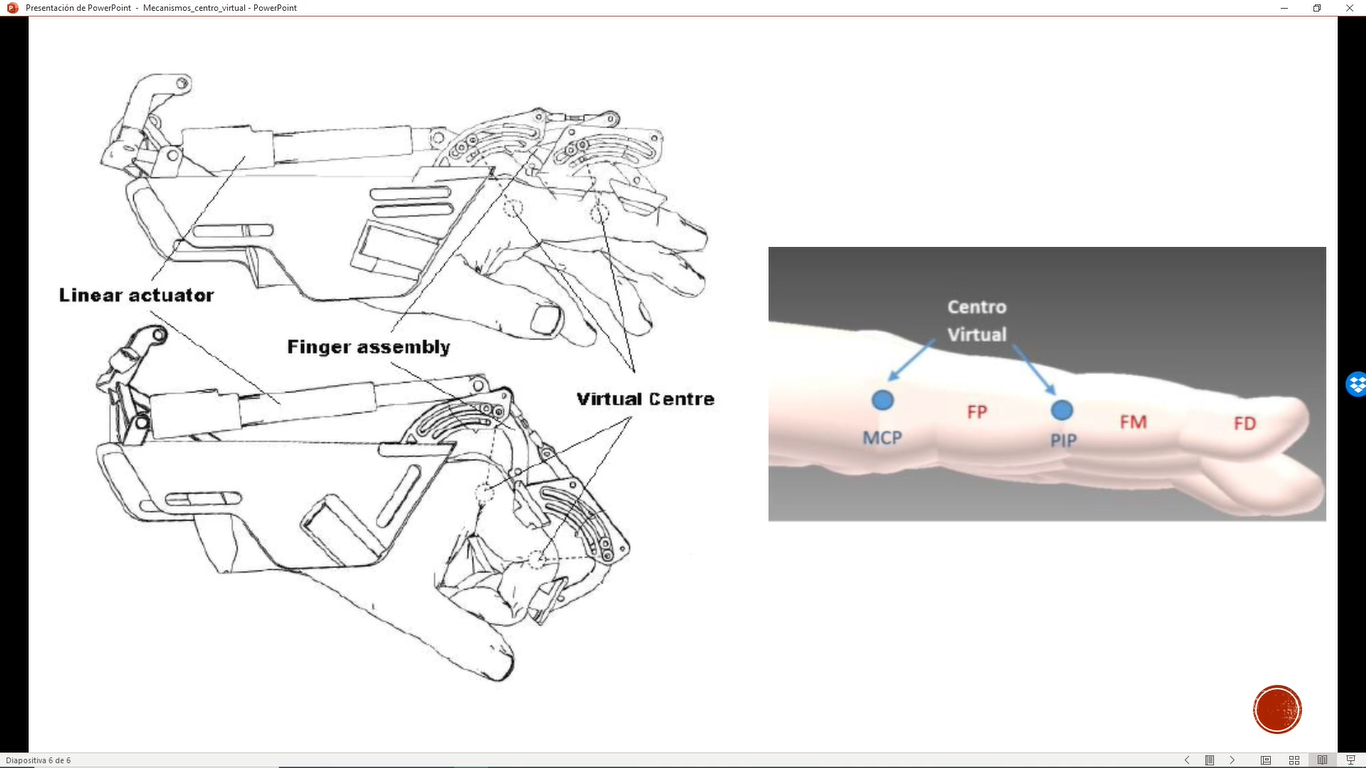 Presentación de PowerPoint - Mecanismos_centro_virtual - PowerPoint
Linear actuator
Finger assembly
Virtual Centre
Centro
Virtual
MCP
FP
PIP
FM
FD
Diapositiva 6 de 6